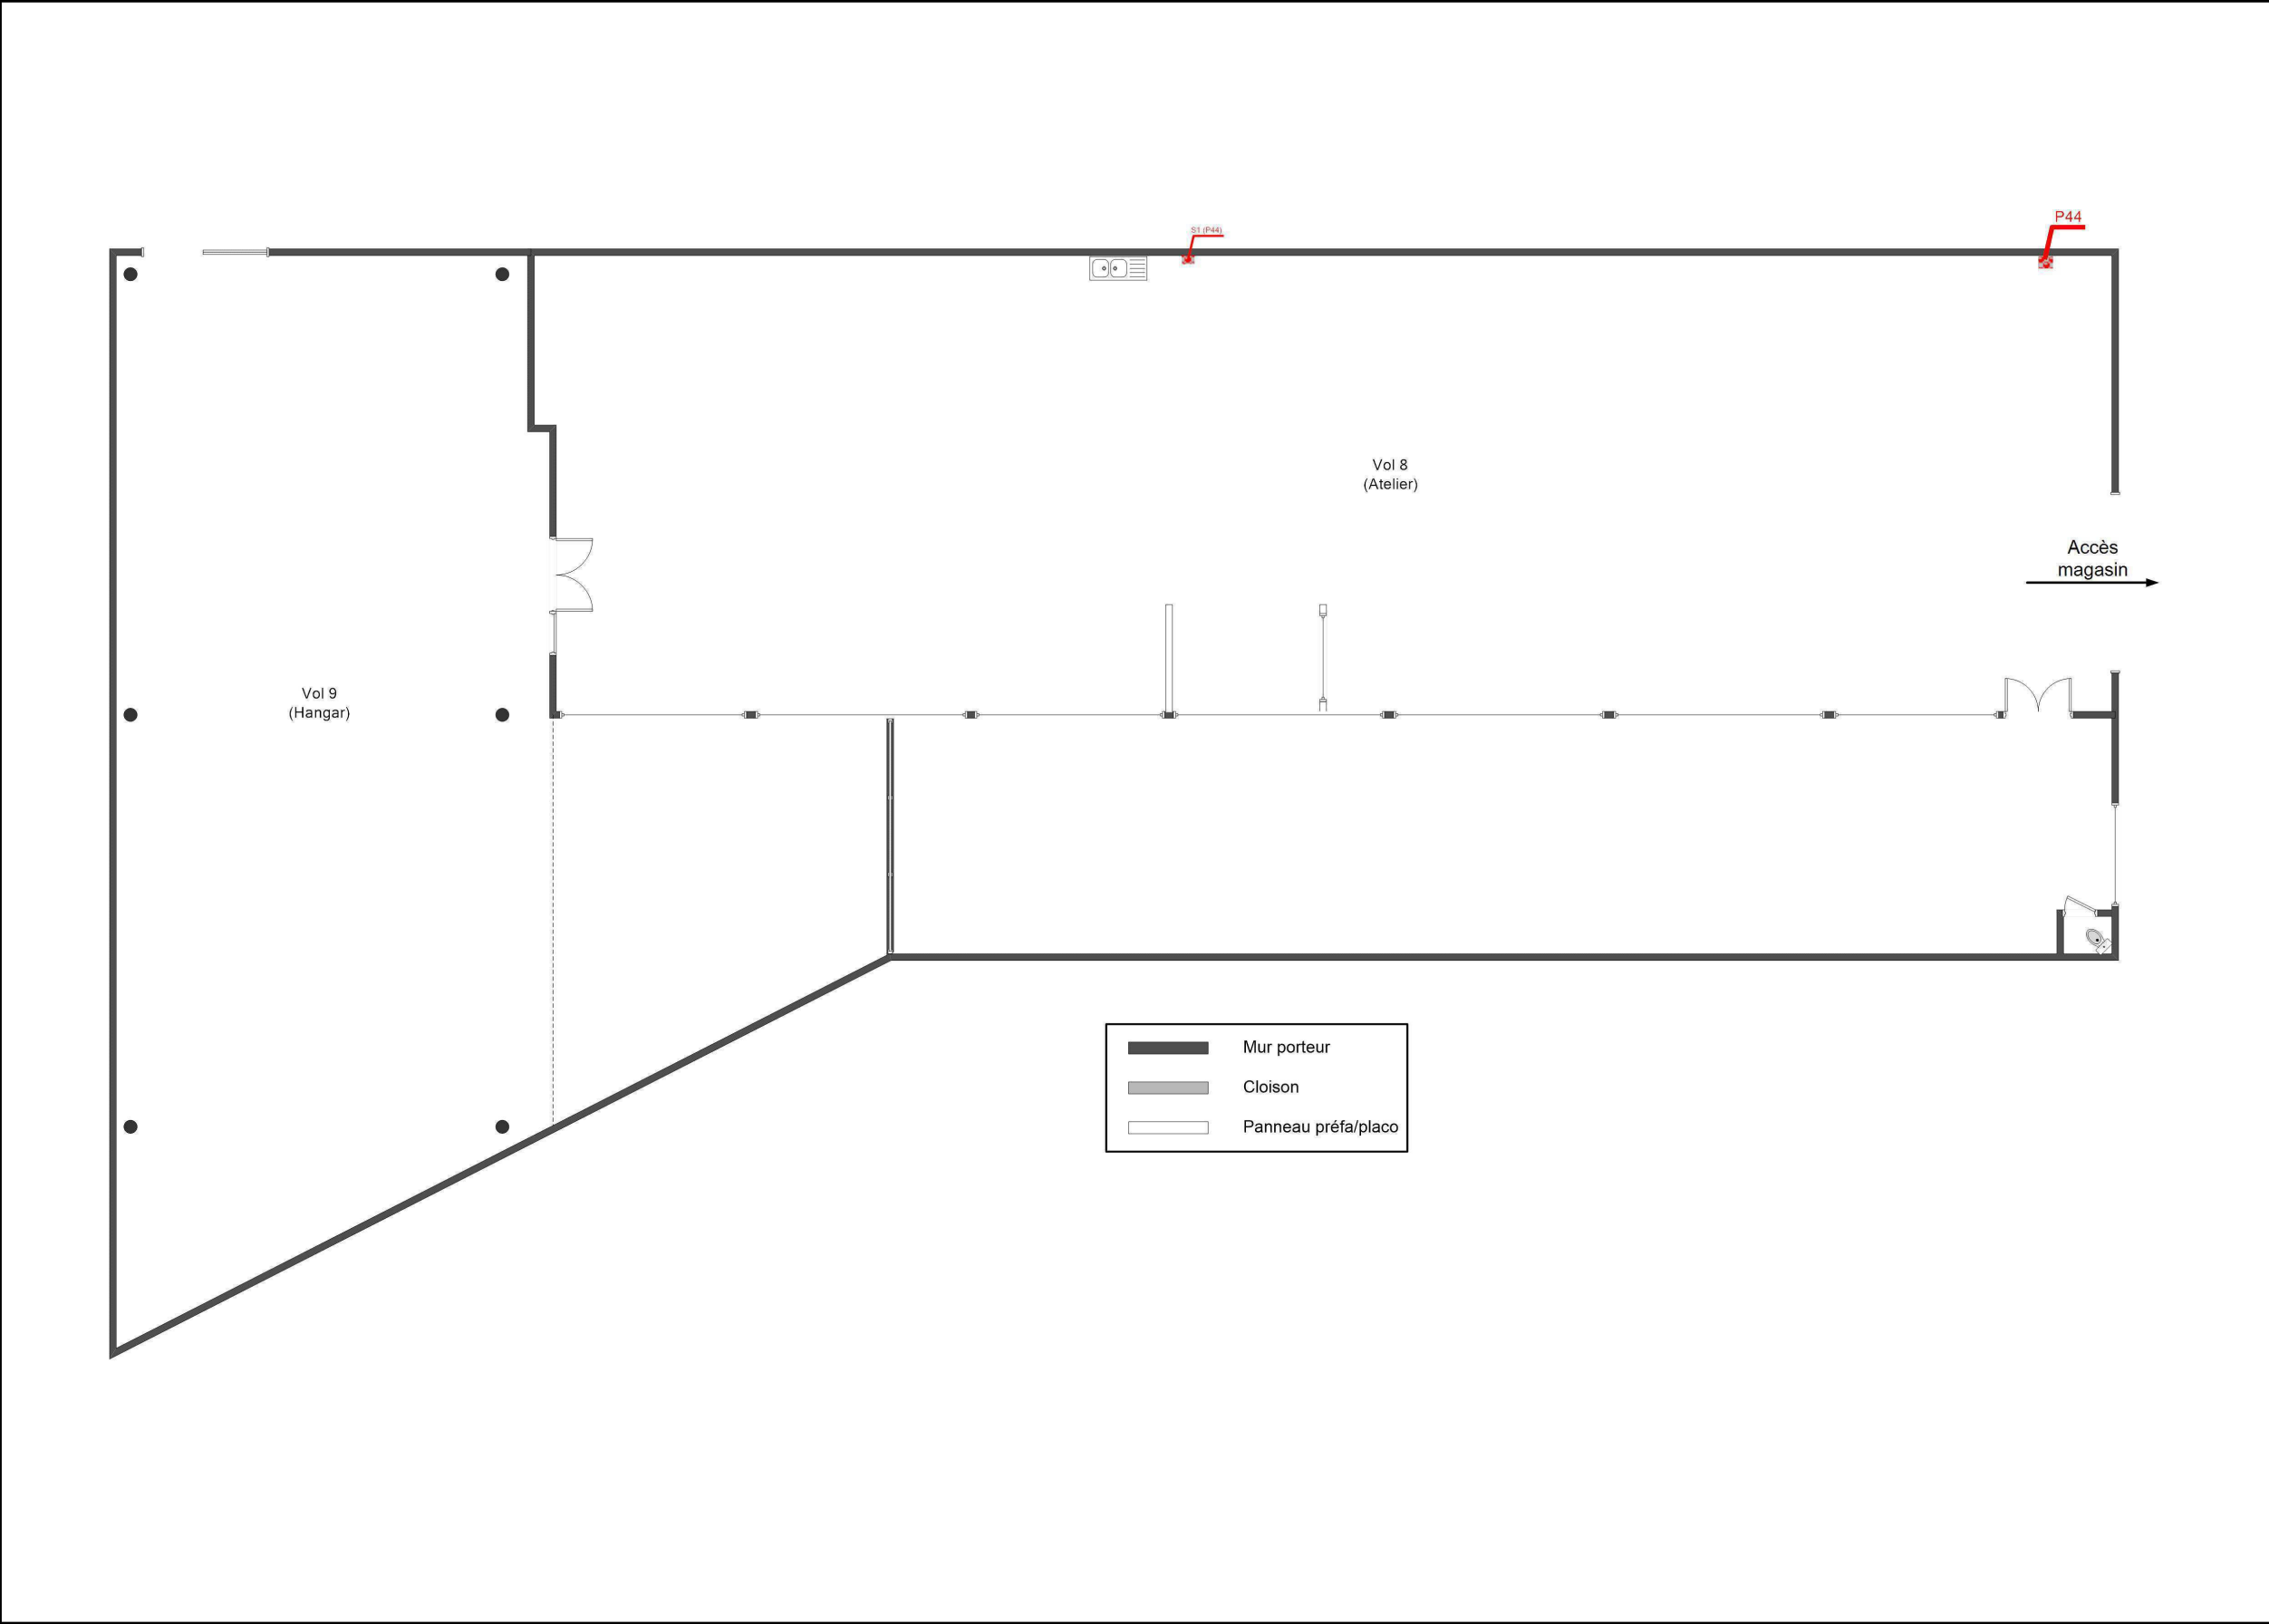 P44
S1 (P44)
Vol 8
(Atelier)
Accès
magasin
Vol 9
(Hangar)
Mur porteur
Cloison
Panneau préfa/placo